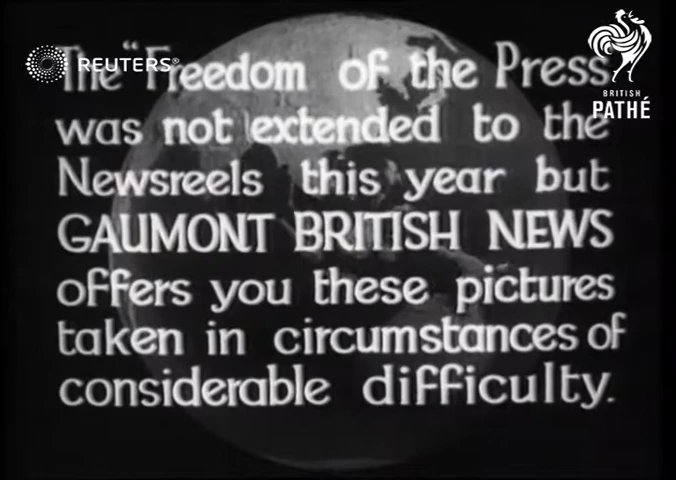 The "Freedom of the Press
was not extended to the
Newsreels this year but
GAUMONT BRITISH NEWS
offers you these pictures
taken in circumstances of
considerable difficulty.
REUTERS®
BRITISH
PATHÉ